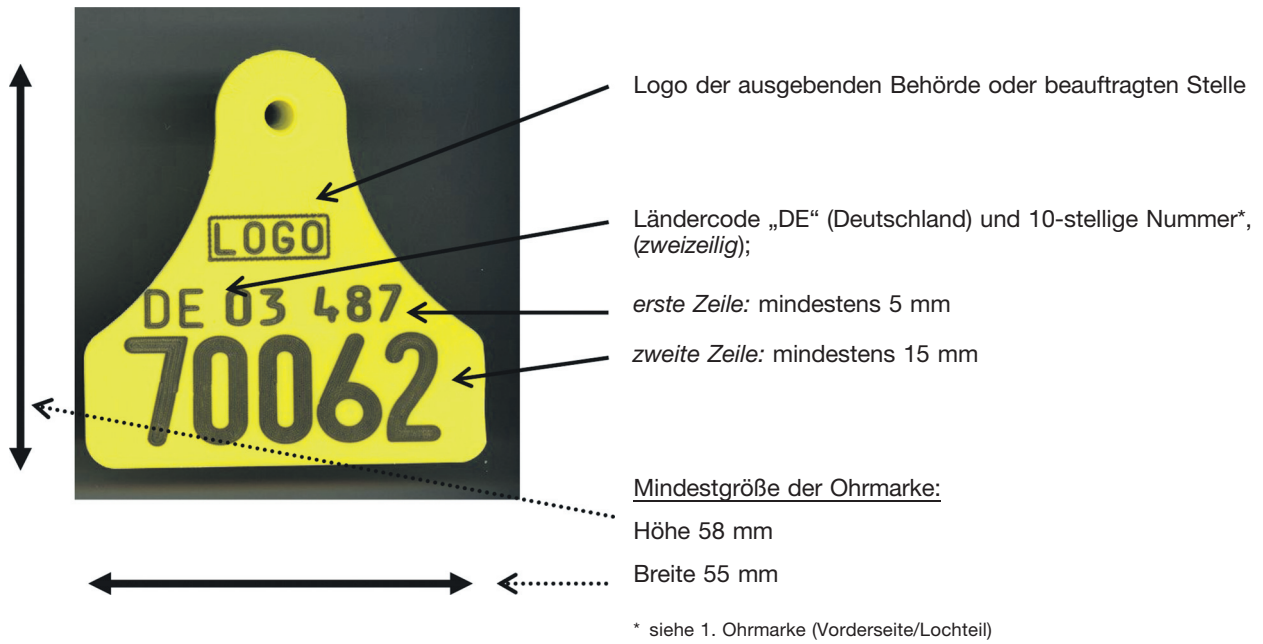 LOGO
DE 03 487
70062
Logo der ausgebenden Behörde oder beauftragten Stelle
Ländercode „DE“ (Deutschland) und 10-stellige Nummer*,
(zweizeilig);
erste Zeile: mindestens 5 mm
zweite Zeile: mindestens 15 mm
Mindestgröße der Ohrmarke:
Höhe 58 mm
Breite 55 mm
* siehe 1. Ohrmarke (Vorderseite/Lochteil)